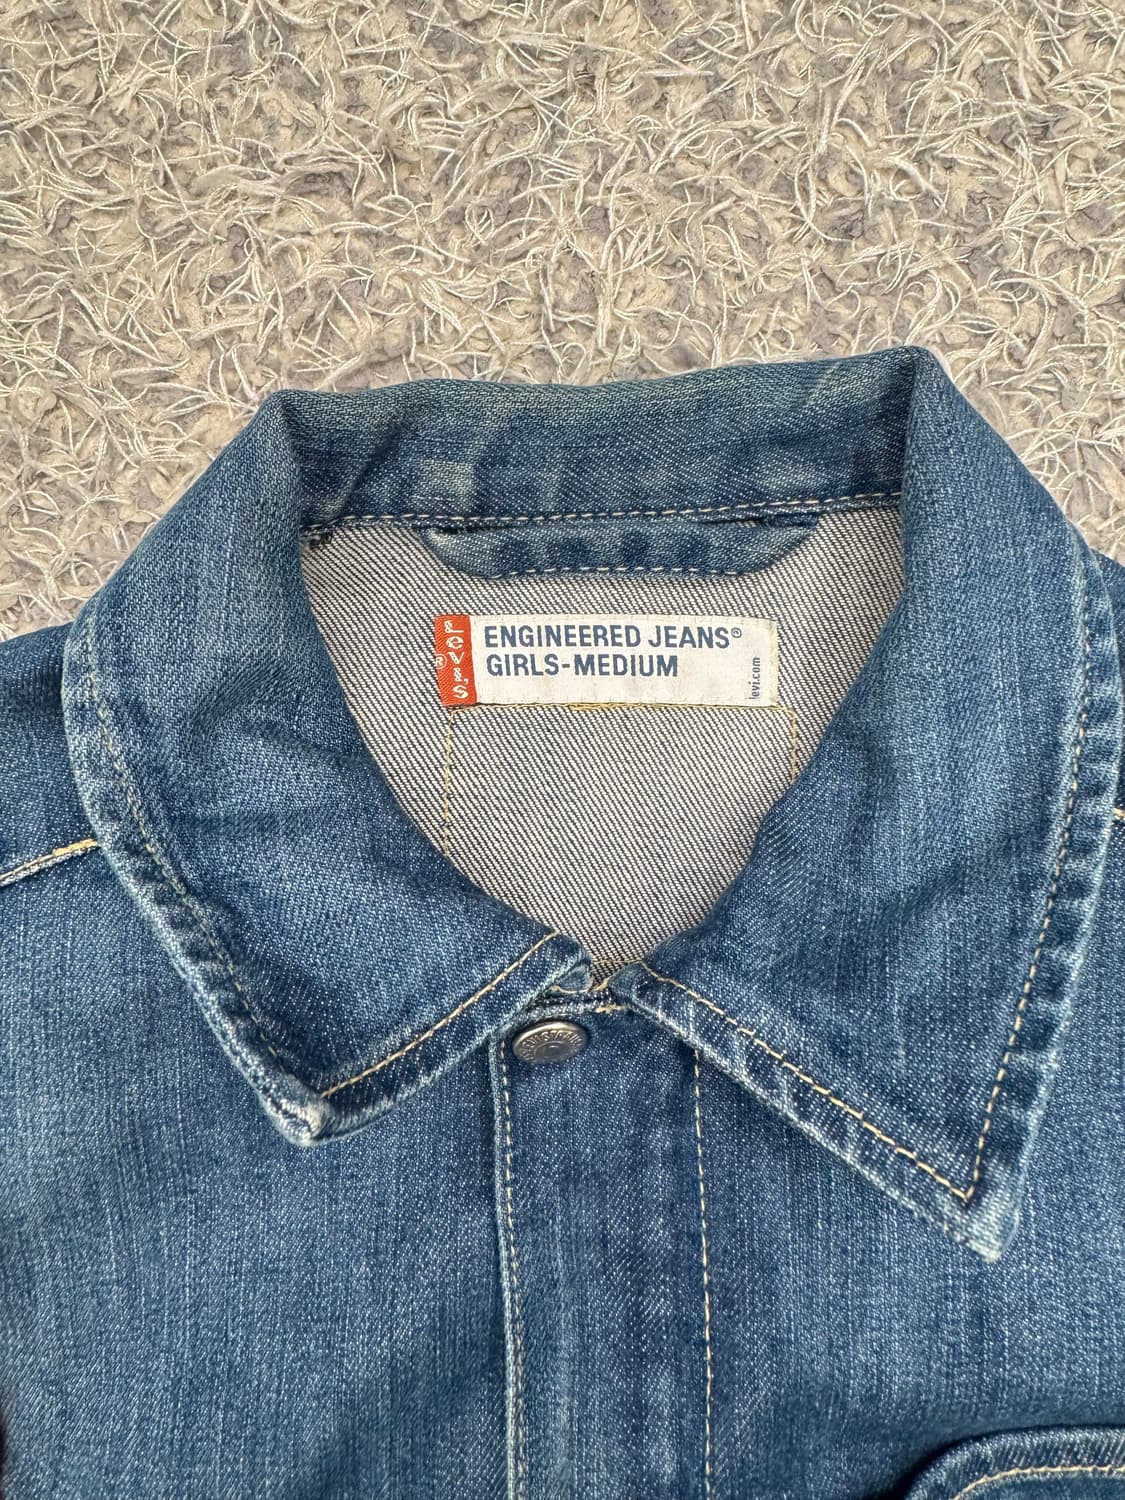 LEVI'S
®
ENGINEERED JEANS®
GIRLS-MEDIUM
levi.com